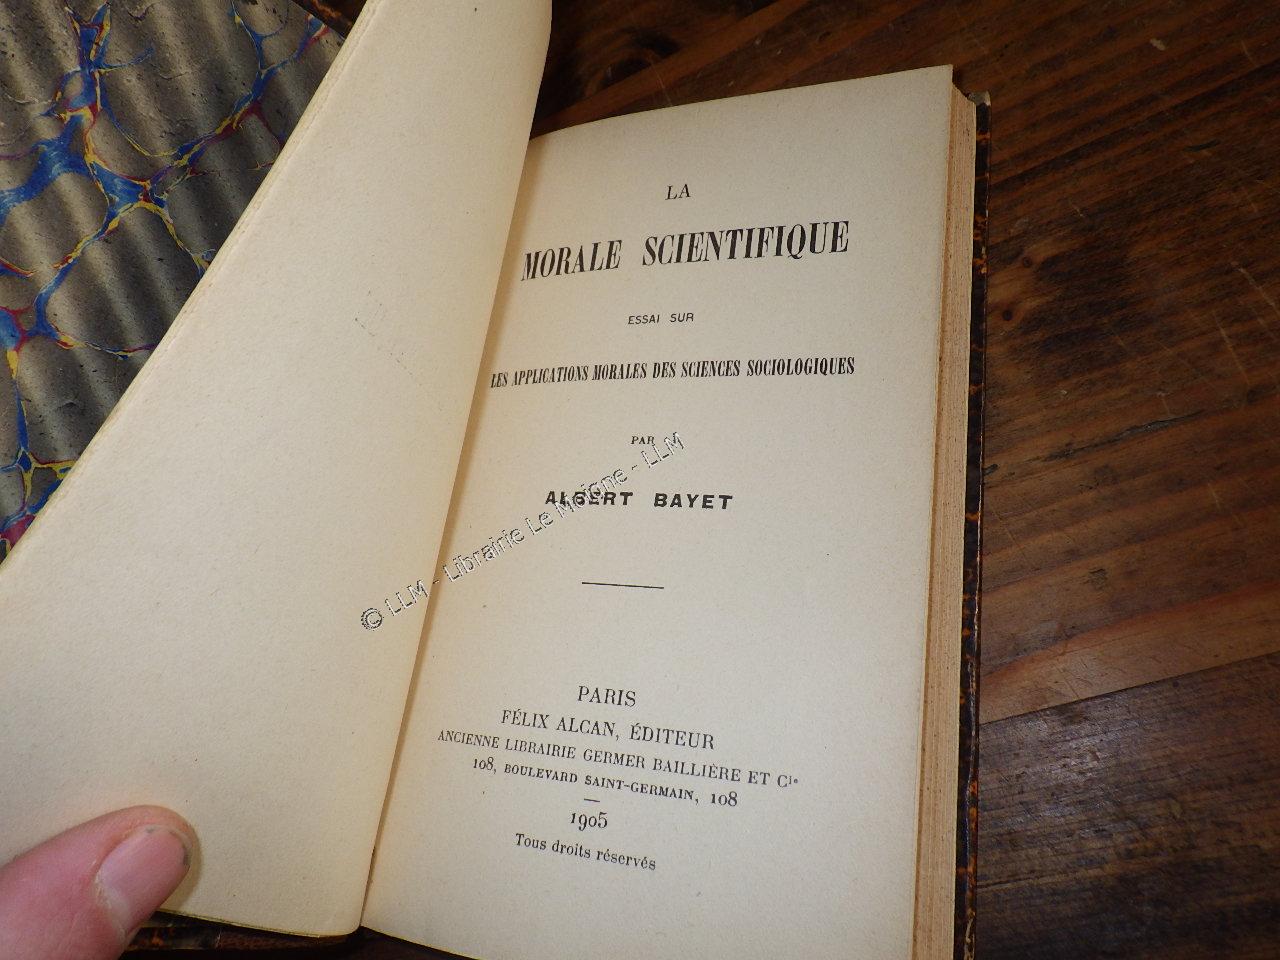 LA
MORALE SCIENTIFIQUE
ESSAI SUR
LES APPLICATIONS MORALES DES SCIENCES SOCIOLOGIQUES
PAR
ALBERT BAYET
© LLM - Librairie Le Moigne - LLM
PARIS
FÉLIX ALCAN, ÉDITEUR
ANCIENNE LIBRAIRIE GERMER BAILLIÈRE ET Cie
108, BOULEVARD SAINT-GERMAIN, 108
1905
Tous droits réservés